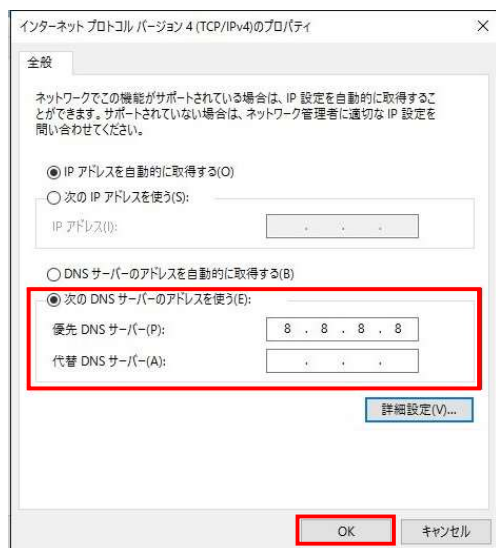 インターネット プロトコル バージョン 4 (TCP/IPv4)のプロパティ
全般
ネットワークでこの機能がサポートされている場合は、IP 設定を自動的に取得するこ
とができます。サポートされていない場合は、ネットワーク管理者に適切な IP 設定を
問い合わせてください。
IP アドレスを自動的に取得する(O)
次の IP アドレスを使う(S):
IP アドレス(I): . . .
DNS サーバーのアドレスを自動的に取得する(B)
次の DNS サーバーのアドレスを使う(E):
優先 DNS サーバー(P): 8 . 8 . 8 . 8
代替 DNS サーバー(A): . . .
詳細設定(V)...
OK キャンセル